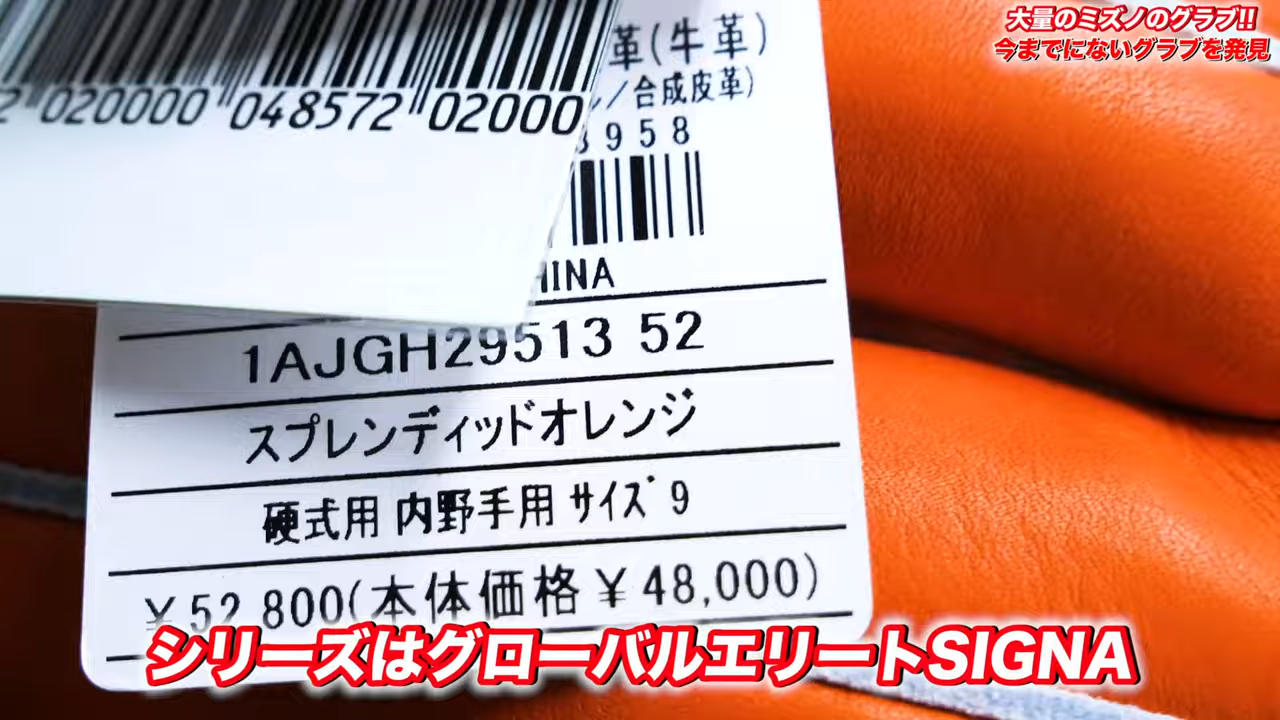 大量のミズノのグラブ!!
今までにないグラブを発見
革(牛革)
/合成皮革)
020000 048572 02000
3958
HINA
1AJGH29513 52
スプレンディッドオレンジ
硬式用 内野手用 サイズ9
¥52,800(本体価格¥48,000)
シリーズはグローバルエリートSIGNA